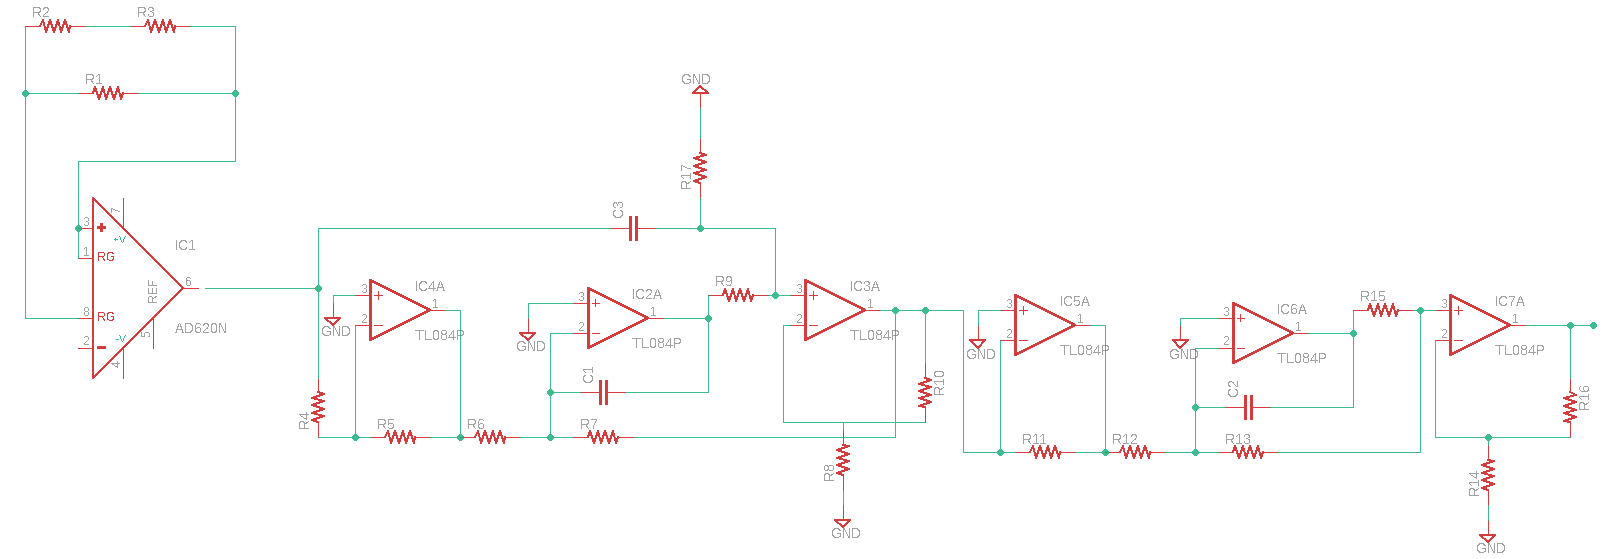 R2
R3
R1
3
+
7
+V
1
RG
IC1
REF
6
8
RG
-V
5
AD620N
2
-
4
GND
R17
C3
IC4A
3
+
1
2
-
GND
TL084P
R4
R5
IC2A
3
+
1
2
-
GND
TL084P
C1
R6
R7
R9
IC3A
3
+
1
2
-
TL084P
R10
R8
GND
IC5A
3
+
1
2
-
GND
TL084P
R11
R12
IC6A
3
+
1
2
-
GND
TL084P
C2
R13
R15
IC7A
3
+
1
2
-
TL084P
R16
R14
GND